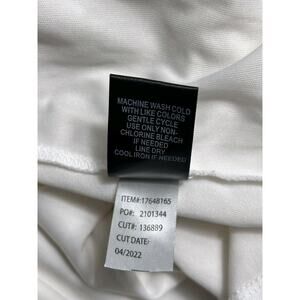 MACHINE WASH COLD
WITH LIKE COLORS
GENTLE CYCLE
USE ONLY NON-
CHLORINE BLEACH
IF NEEDED
LINE DRY
COOL IRON IF NEEDED
ITEM#:17648165
PO#: 2101344
CUT#: 136889
CUT DATE:
04/2022